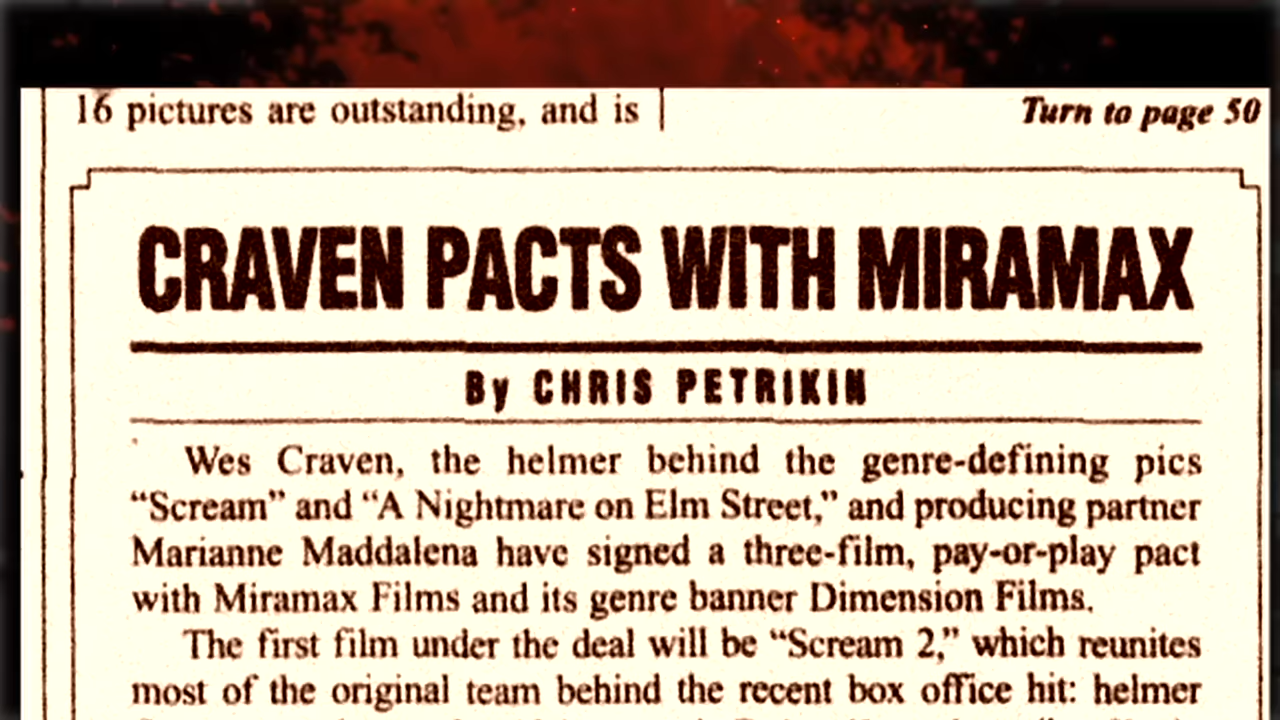 16 pictures are outstanding, and is
Turn to page 50
CRAVEN PACTS WITH MIRAMAX
By CHRIS PETRIKIN
Wes Craven, the helmer behind the genre-defining pics
“Scream” and “A Nightmare on Elm Street,” and producing partner
Marianne Maddalena have signed a three-film, pay-or-play pact
with Miramax Films and its genre banner Dimension Films.
The first film under the deal will be “Scream 2,” which reunites
most of the original team behind the recent box office hit: helmer